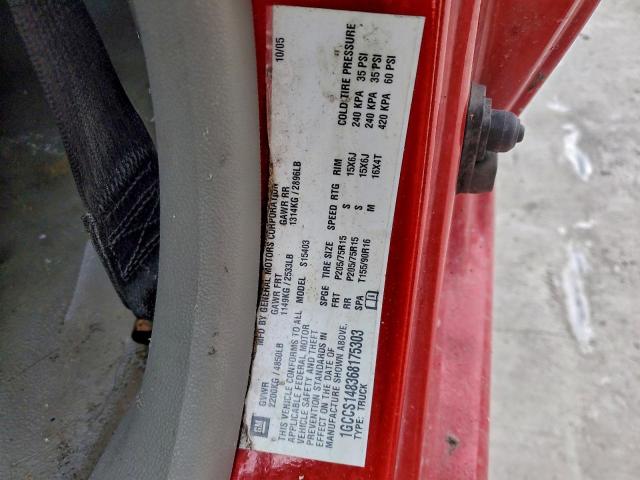 MFD BY GENERAL MOTORS CORPORATION 10/05
GM GVWR GAWR FRT GAWR RR
2200KG / 4850LB 1149KG / 2533LB 1314KG / 2896LB
THIS VEHICLE CONFORMS TO ALL
APPLICABLE FEDERAL MOTOR
VEHICLE SAFETY AND THEFT
PREVENTION STANDARDS IN
EFFECT ON THE DATE OF
MANUFACTURE SHOWN ABOVE.
1GCCS148368175303
TYPE: TRUCK
MODEL S15403
SPGE TIRE SIZE SPEED RTG RIM COLD TIRE PRESSURE
FRT P205/75R15 S 15X6J 240 KPA 35 PSI
RR P205/75R15 S 15X6J 240 KPA 35 PSI
SPA T155/90R16 M 16X4T 420 KPA 60 PSI